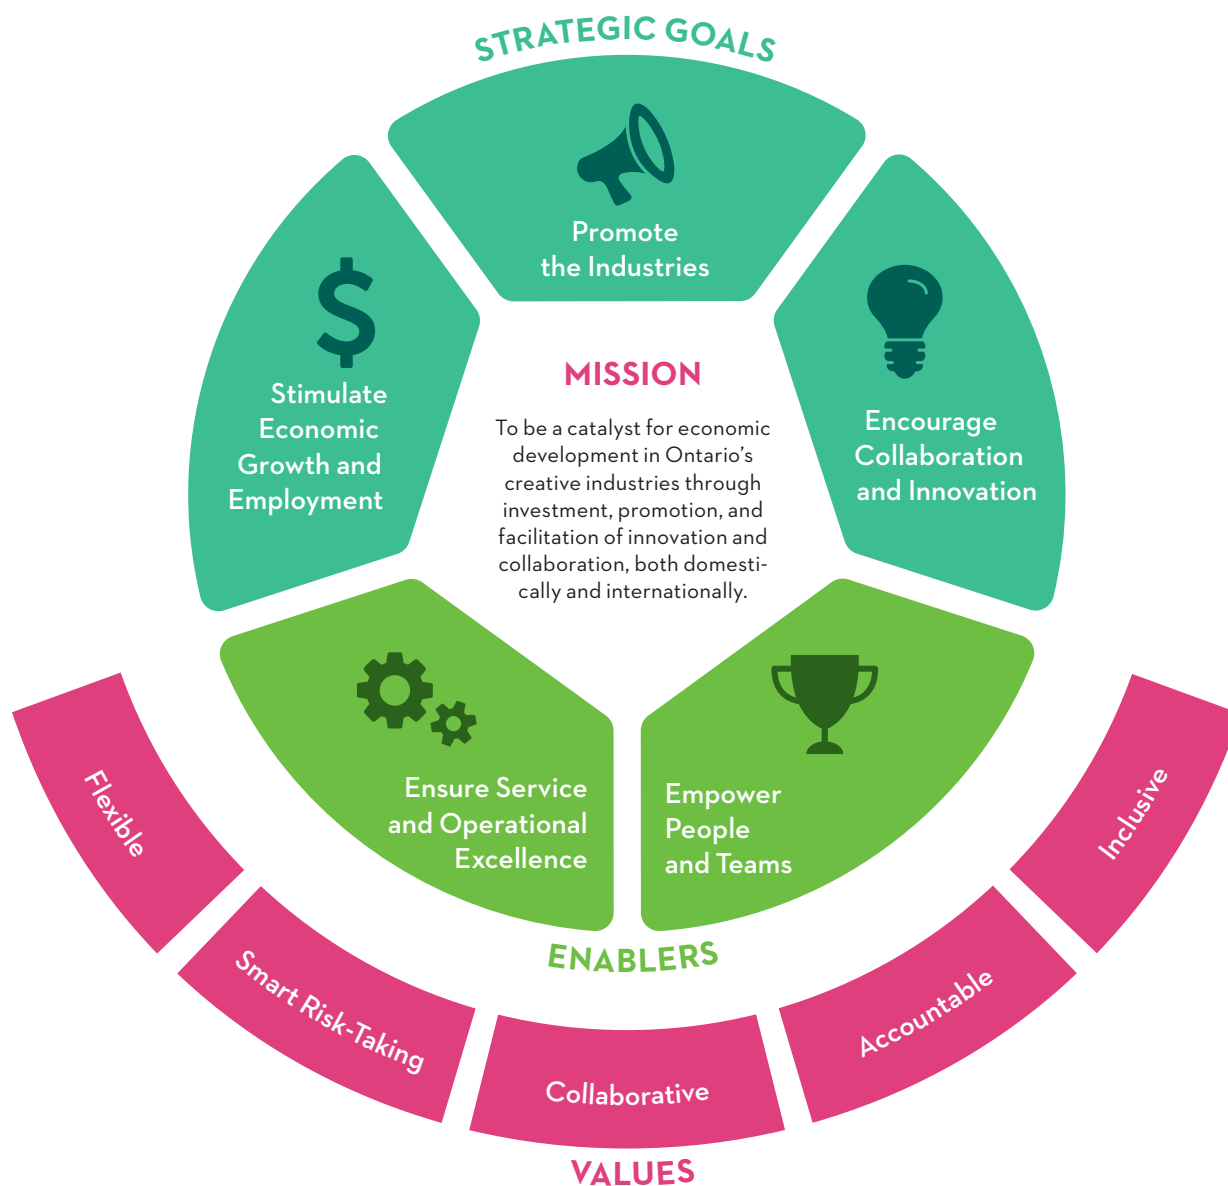 STRATEGIC GOALS
Promote
the Industries
Stimulate
Economic
Growth and
Employment
Encourage
Collaboration
and Innovation
MISSION
To be a catalyst for economic
development in Ontario’s
creative industries through
investment, promotion, and
facilitation of innovation and
collaboration, both domesti-
cally and internationally.
Ensure Service
and Operational
Excellence
Empower
People
and Teams
ENABLERS
Flexible
Smart Risk-Taking
Collaborative
Accountable
Inclusive
VALUES